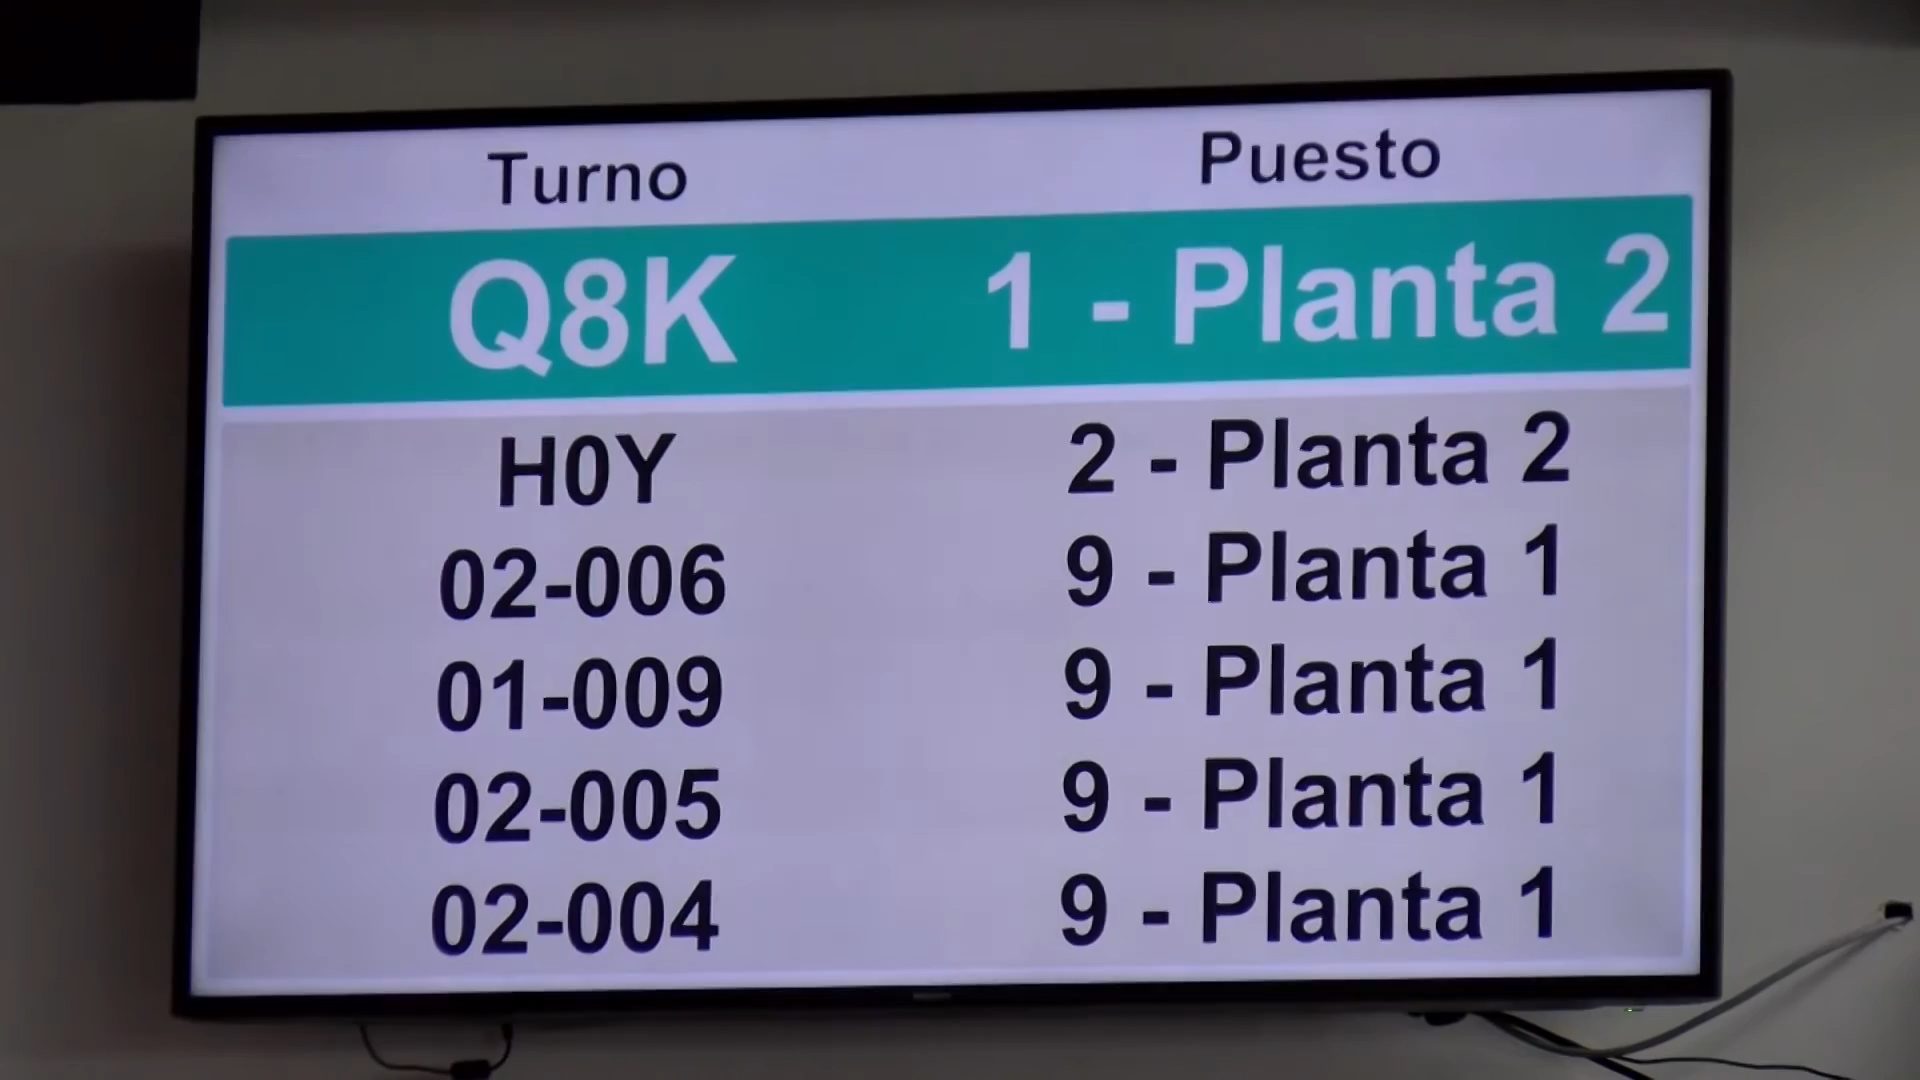 Turno Puesto
Q8K 1 - Planta 2
H0Y 2 - Planta 2
02-006 9 - Planta 1
01-009 9 - Planta 1
02-005 9 - Planta 1
02-004 9 - Planta 1